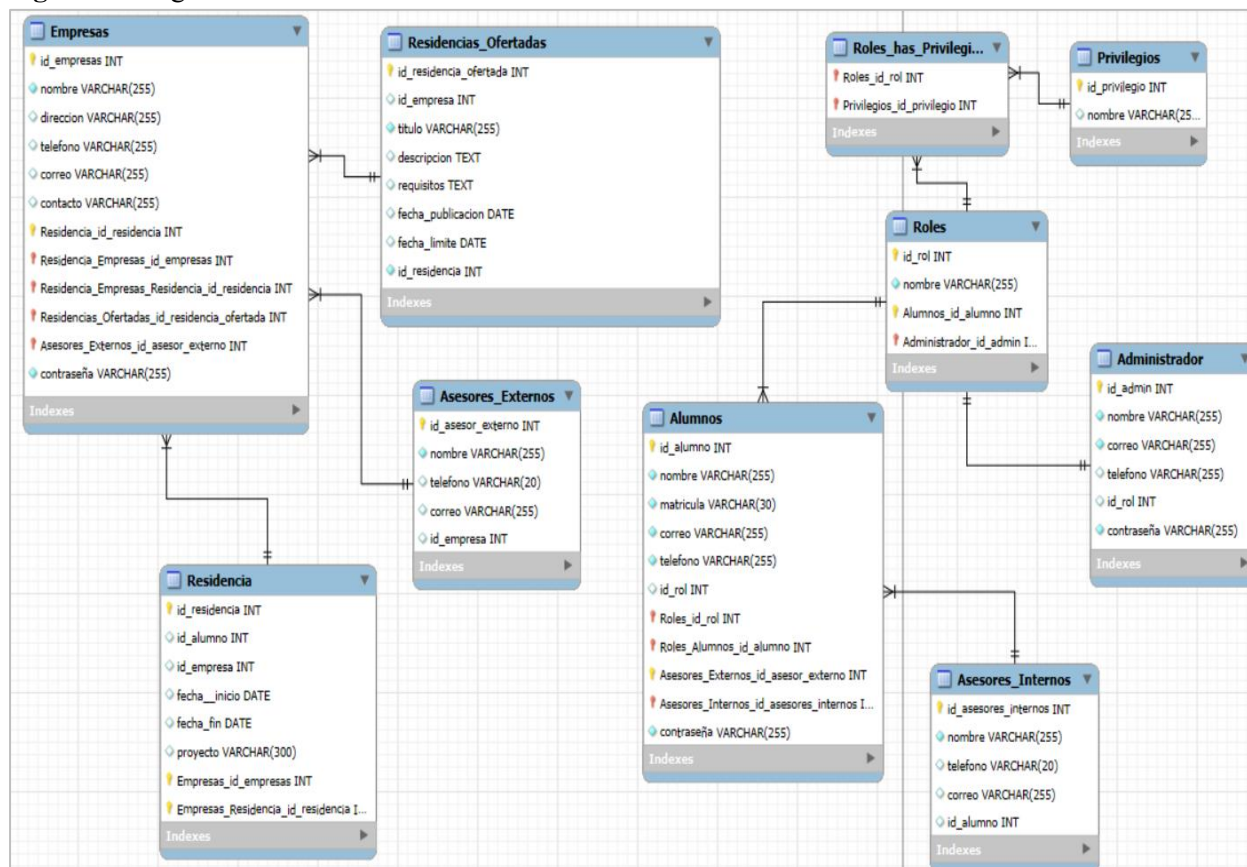 Empresas
id_empresas INT
nombre VARCHAR(255)
direccion VARCHAR(255)
telefono VARCHAR(255)
correo VARCHAR(255)
contacto VARCHAR(255)
Residencia_id_residencia INT
Residencia_Empresas_id_empresas INT
Residencia_Empresas_Residencia_id_residencia INT
Residencias_Ofertadas_id_residencia_ofertada INT
Asesores_Externos_id_asesor_externo INT
contraseña VARCHAR(255)
Indexes
Residencias_Ofertadas
id_residencia_ofertada INT
id_empresa INT
titulo VARCHAR(255)
descripcion TEXT
requisitos TEXT
fecha_publicacion DATE
fecha_limite DATE
id_residencia INT
Indexes
Roles_has_Privilegi...
Roles_id_rol INT
Privilegios_id_privilegio INT
Indexes
Privilegios
id_privilegio INT
nombre VARCHAR(25...
Indexes
Roles
id_rol INT
nombre VARCHAR(255)
Alumnos_id_alumno INT
Administrador_id_admin I...
Indexes
Administrador
id_admin INT
nombre VARCHAR(255)
correo VARCHAR(255)
telefono VARCHAR(255)
id_rol INT
contraseña VARCHAR(255)
Indexes
Asesores_Externos
id_asesor_externo INT
nombre VARCHAR(255)
telefono VARCHAR(20)
correo VARCHAR(255)
id_empresa INT
Indexes
Alumnos
id_alumno INT
nombre VARCHAR(255)
matricula VARCHAR(30)
correo VARCHAR(255)
telefono VARCHAR(255)
id_rol INT
Roles_id_rol INT
Roles_Alumnos_id_alumno INT
Asesores_Externos_id_asesor_externo INT
Asesores_Internos_id_asesores_internos I...
contraseña VARCHAR(255)
Indexes
Residencia
id_residencia INT
id_alumno INT
id_empresa INT
fecha__inicio DATE
fecha_fin DATE
proyecto VARCHAR(300)
Empresas_id_empresas INT
Empresas_Residencia_id_residencia I...
Indexes
Asesores_Internos
id_asesores_internos INT
nombre VARCHAR(255)
telefono VARCHAR(20)
correo VARCHAR(255)
id_alumno INT
Indexes